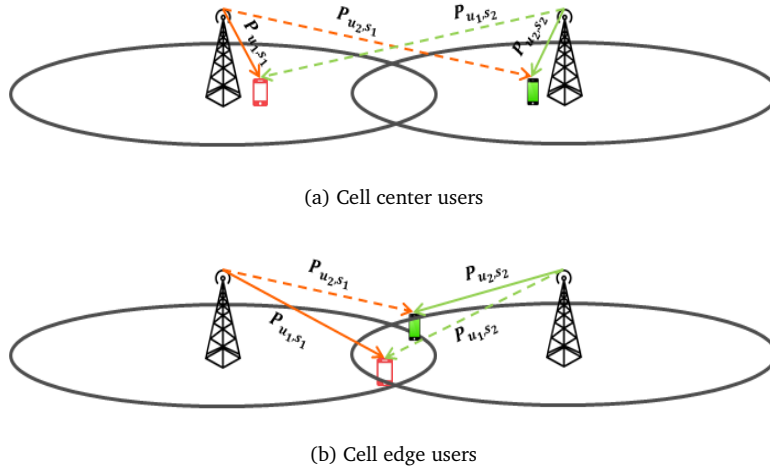 P_{u_2,s_1}
P_{u_1,s_2}
P_{u_1,s_1}
P_{u_2,s_2}
(a) Cell center users
P_{u_2,s_1}
P_{u_2,s_2}
P_{u_1,s_1}
P_{u_1,s_2}
(b) Cell edge users